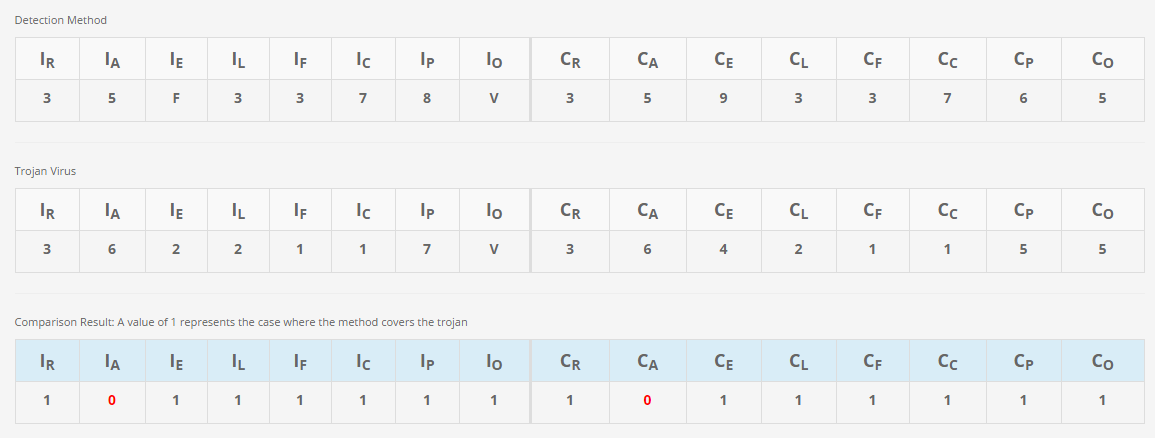 Detection Method
I_R I_A I_E I_L I_F I_C I_P I_O C_R C_A C_E C_L C_F C_C C_P C_O
3 5 F 3 3 7 8 V 3 5 9 3 3 7 6 5
Trojan Virus
I_R I_A I_E I_L I_F I_C I_P I_O C_R C_A C_E C_L C_F C_C C_P C_O
3 6 2 2 1 1 7 V 3 6 4 2 1 1 5 5
Comparison Result: A value of 1 represents the case where the method covers the trojan
I_R I_A I_E I_L I_F I_C I_P I_O C_R C_A C_E C_L C_F C_C C_P C_O
1 0 1 1 1 1 1 1 1 0 1 1 1 1 1 1